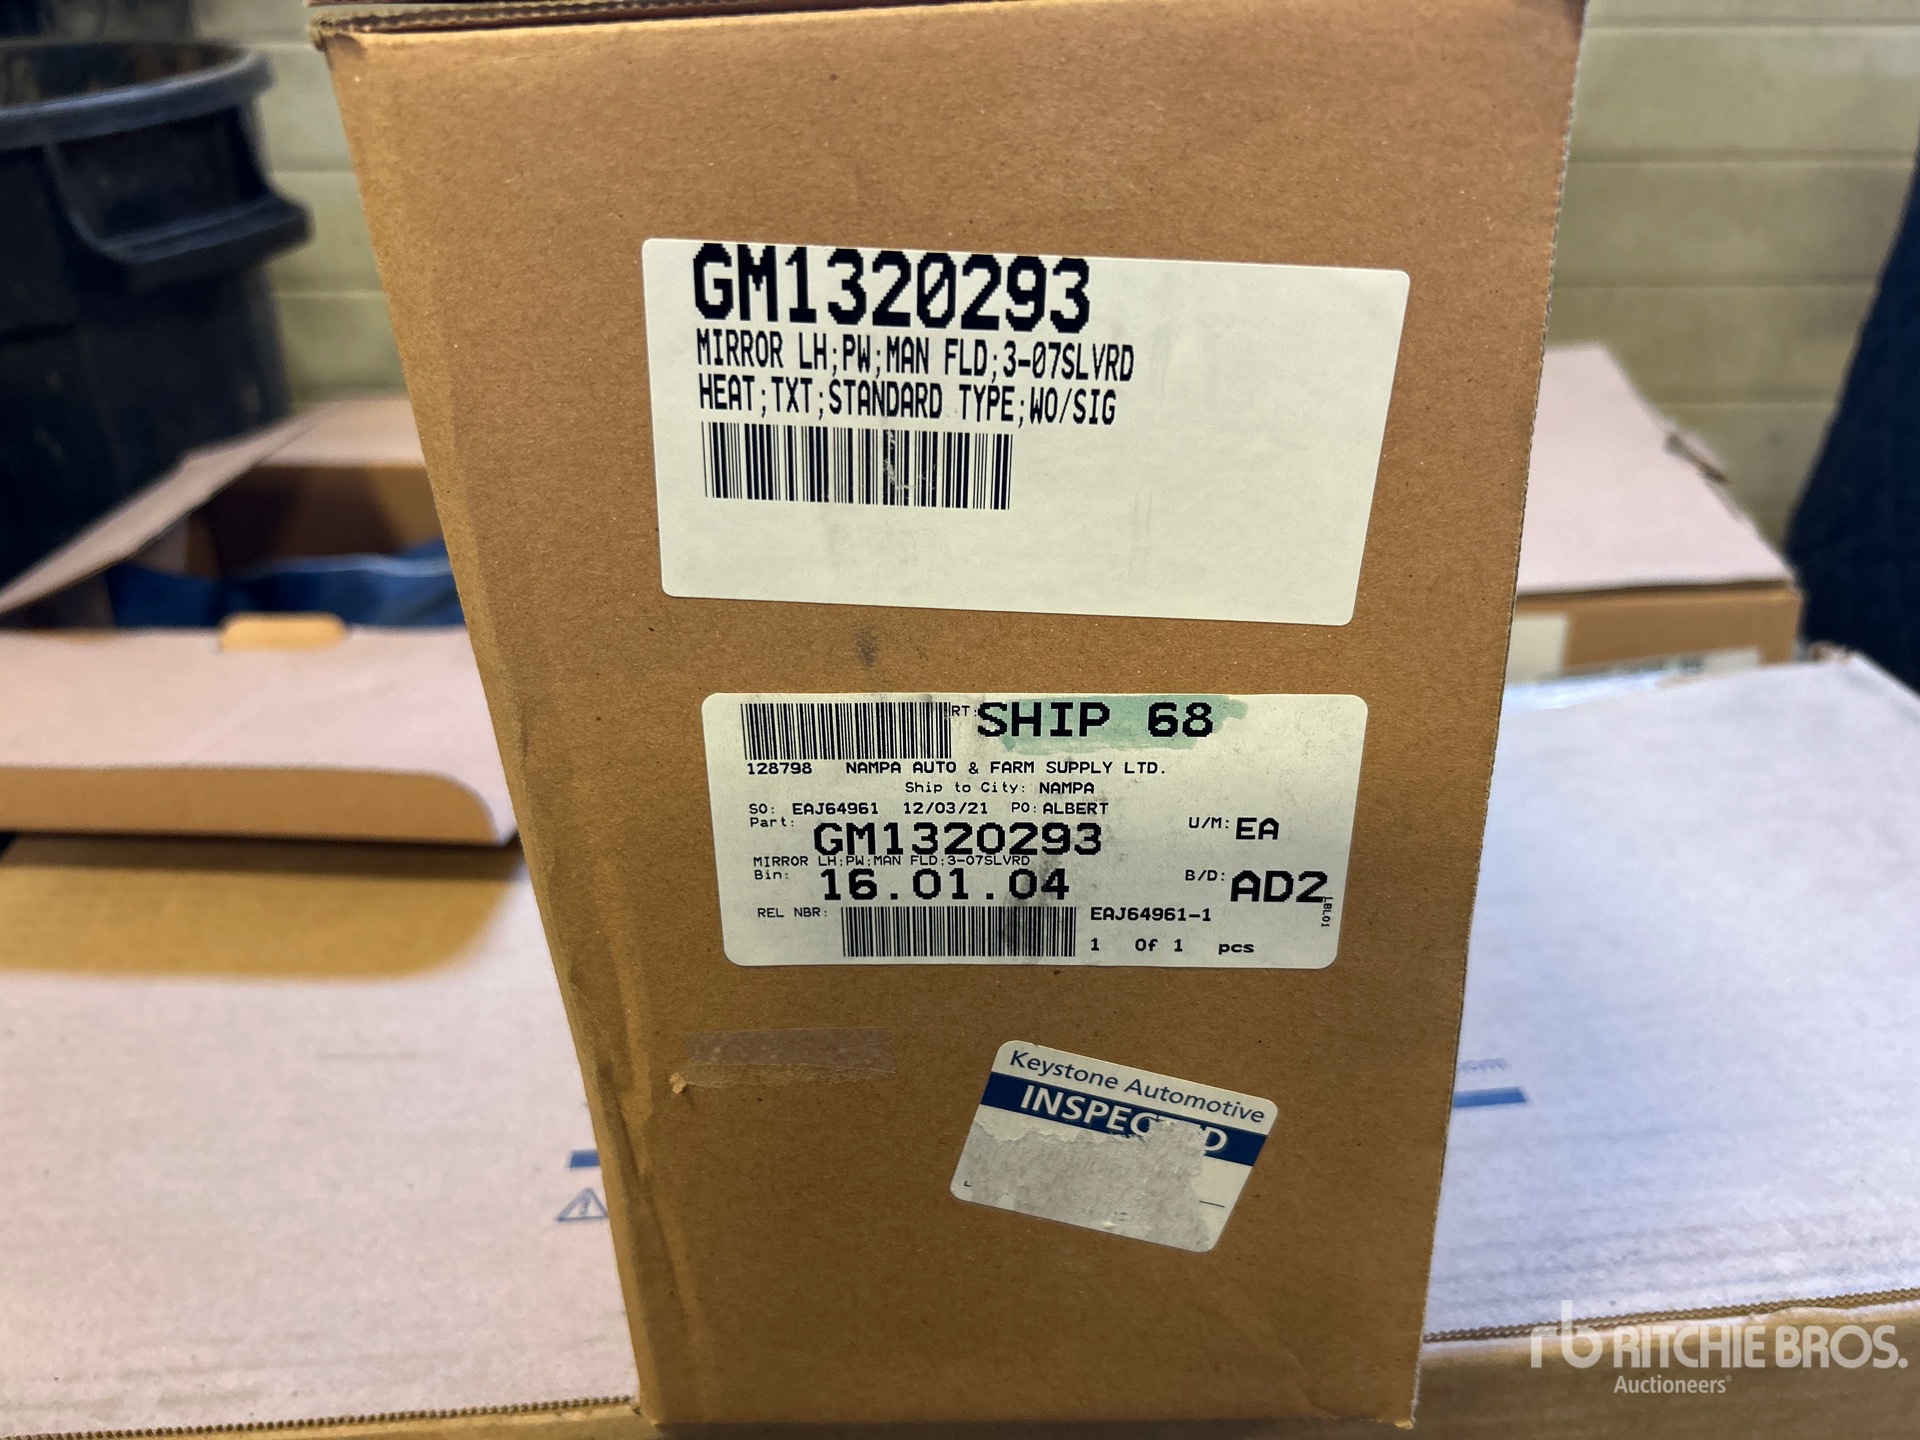 GM1320293
MIRROR LH;PW;MAN FLD;3-07SLVRD
HEAT;TXT;STANDARD TYPE;WO/SIG
RT: SHIP 68
128798 NAMPA AUTO & FARM SUPPLY LTD.
Ship to City: NAMPA
SO: EAJ64961 12/03/21 PO: ALBERT
Part: GM1320293 U/M: EA
MIRROR LH;PW;MAN FLD;3-07SLVRD
Bin: 16.01.04 B/D: AD2
LBL01
REL NBR: EAJ64961-1
1 Of 1 pcs
Keystone Automotive
rb RITCHIE BROS.
Auctioneers